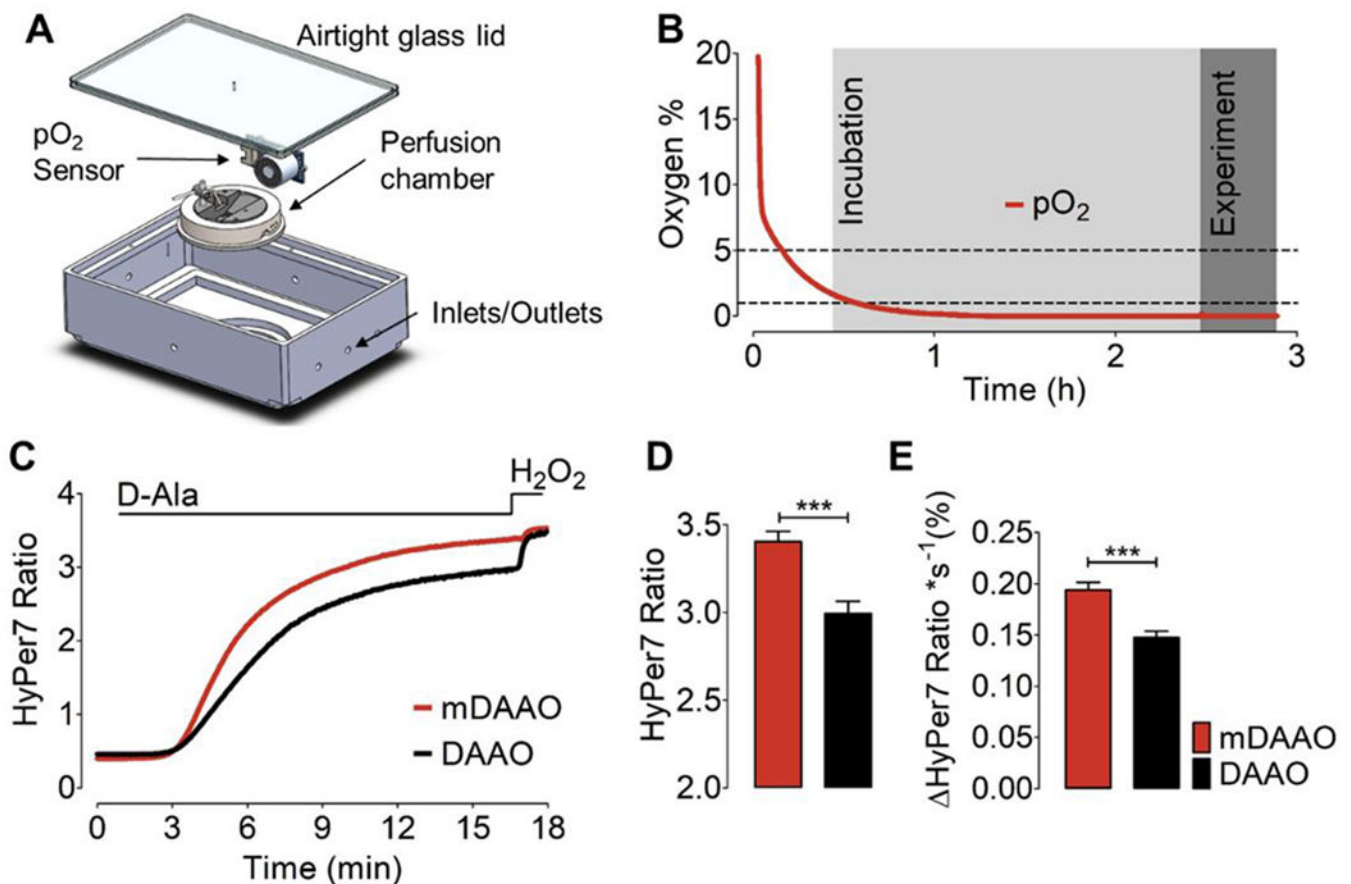 A
Airtight glass lid
pO₂
Sensor
Perfusion
chamber
Inlets/Outlets
B
20
15
10
5
0
Oxygen %
Incubation
pO₂
Experiment
0
1
2
3
Time (h)
C
D-Ala
H₂O₂
4
3
2
1
0
HyPer7 Ratio
mDAAO
DAAO
0
3
6
9
12
15
18
Time (min)
D
***
3.5
3.0
2.5
2.0
HyPer7 Ratio
E
***
0.25
0.20
0.15
0.10
0.05
0.00
ΔHyPer7 Ratio *s⁻¹(%)
mDAAO
DAAO